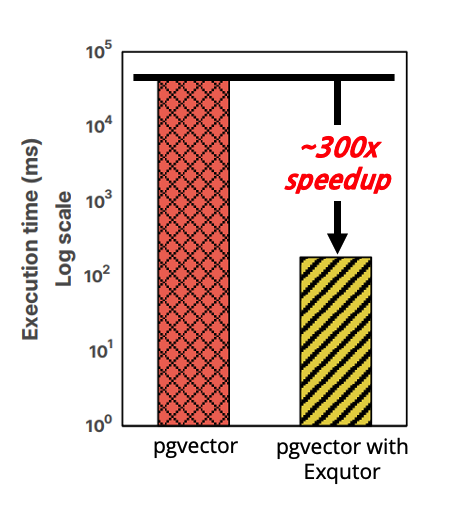 10⁵
10⁴
10³
10²
10¹
10⁰
Execution time (ms)
Log scale
~300x
speedup
pgvector
pgvector with
Exqutor